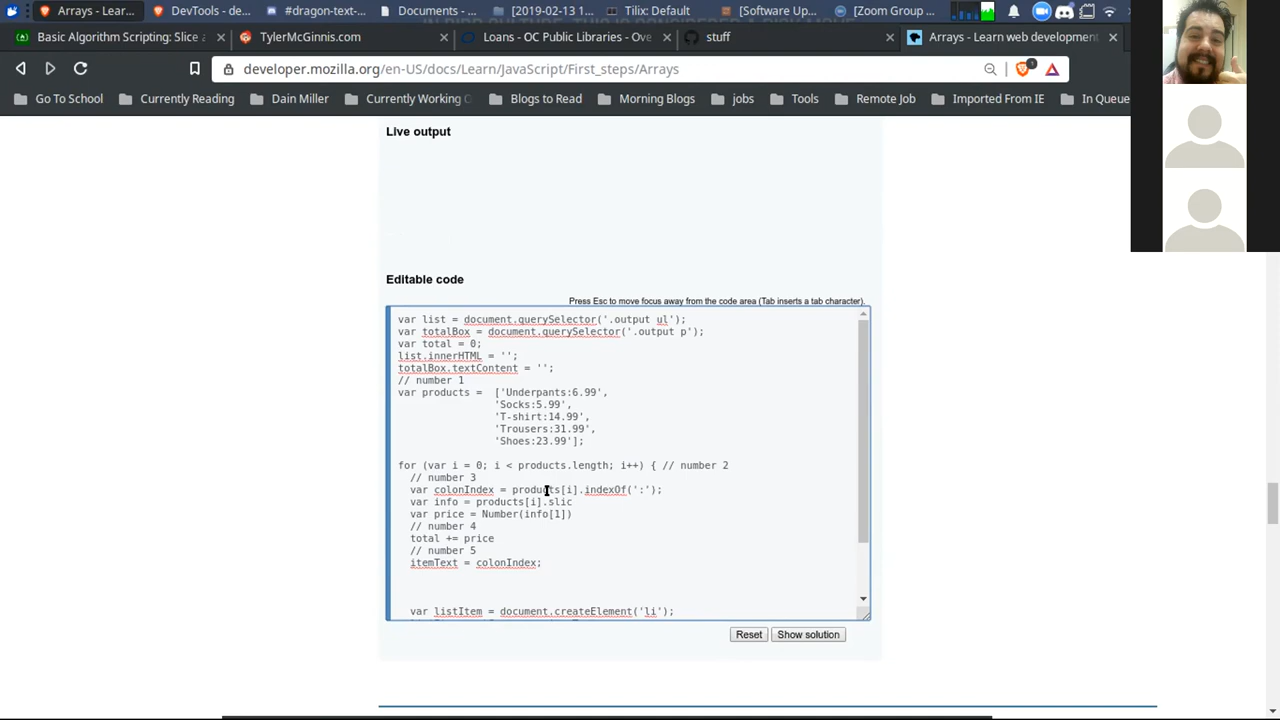 Arrays - Learn ...
DevTools - de...
#dragon-text-...
Documents - ...
[2019-02-13 1...
Tilix: Default
[Software Up...
[Zoom Group ...
Basic Algorithm Scripting: Slice a
TylerMcGinnis.com
Loans - OC Public Libraries - Ove
stuff
Arrays - Learn web development
developer.mozilla.org/en-US/docs/Learn/JavaScript/First_steps/Arrays
1
Go To School
Currently Reading
Dain Miller
Currently Working O
Blogs to Read
Morning Blogs
jobs
Tools
Remote Job
Imported From IE
In Queue
Live output
Editable code
Press Esc to move focus away from the code area (Tab inserts a tab character).
var list = document.querySelector('.output ul');
var totalBox = document.querySelector('.output p');
var total = 0;
list.innerHTML = '';
totalBox.textContent = '';
// number 1
var products = ['Underpants:6.99',
'Socks:5.99',
'T-shirt:14.99',
'Trousers:31.99',
'Shoes:23.99'];
for (var i = 0; i < products.length; i++) { // number 2
// number 3
var colonIndex = products[i].indexOf(':');
var info = products[i].slic
var price = Number(info[1])
// number 4
total += price
// number 5
itemText = colonIndex;
var listItem = document.createElement('li');
Reset
Show solution